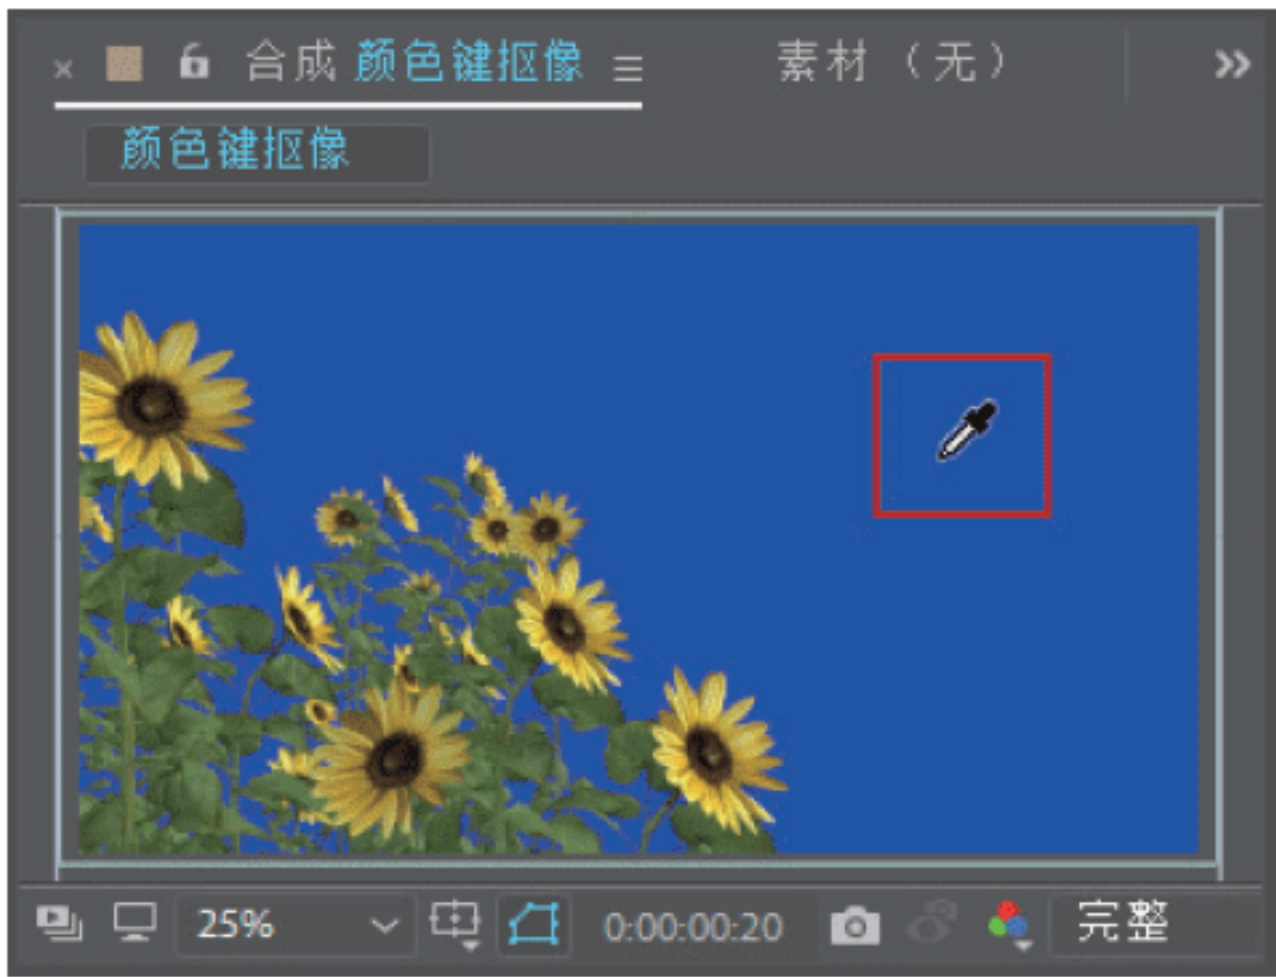 × 合成 颜色键抠像 ≡ 素材 （无） »
颜色键抠像
25% 0:00:00:20 完整